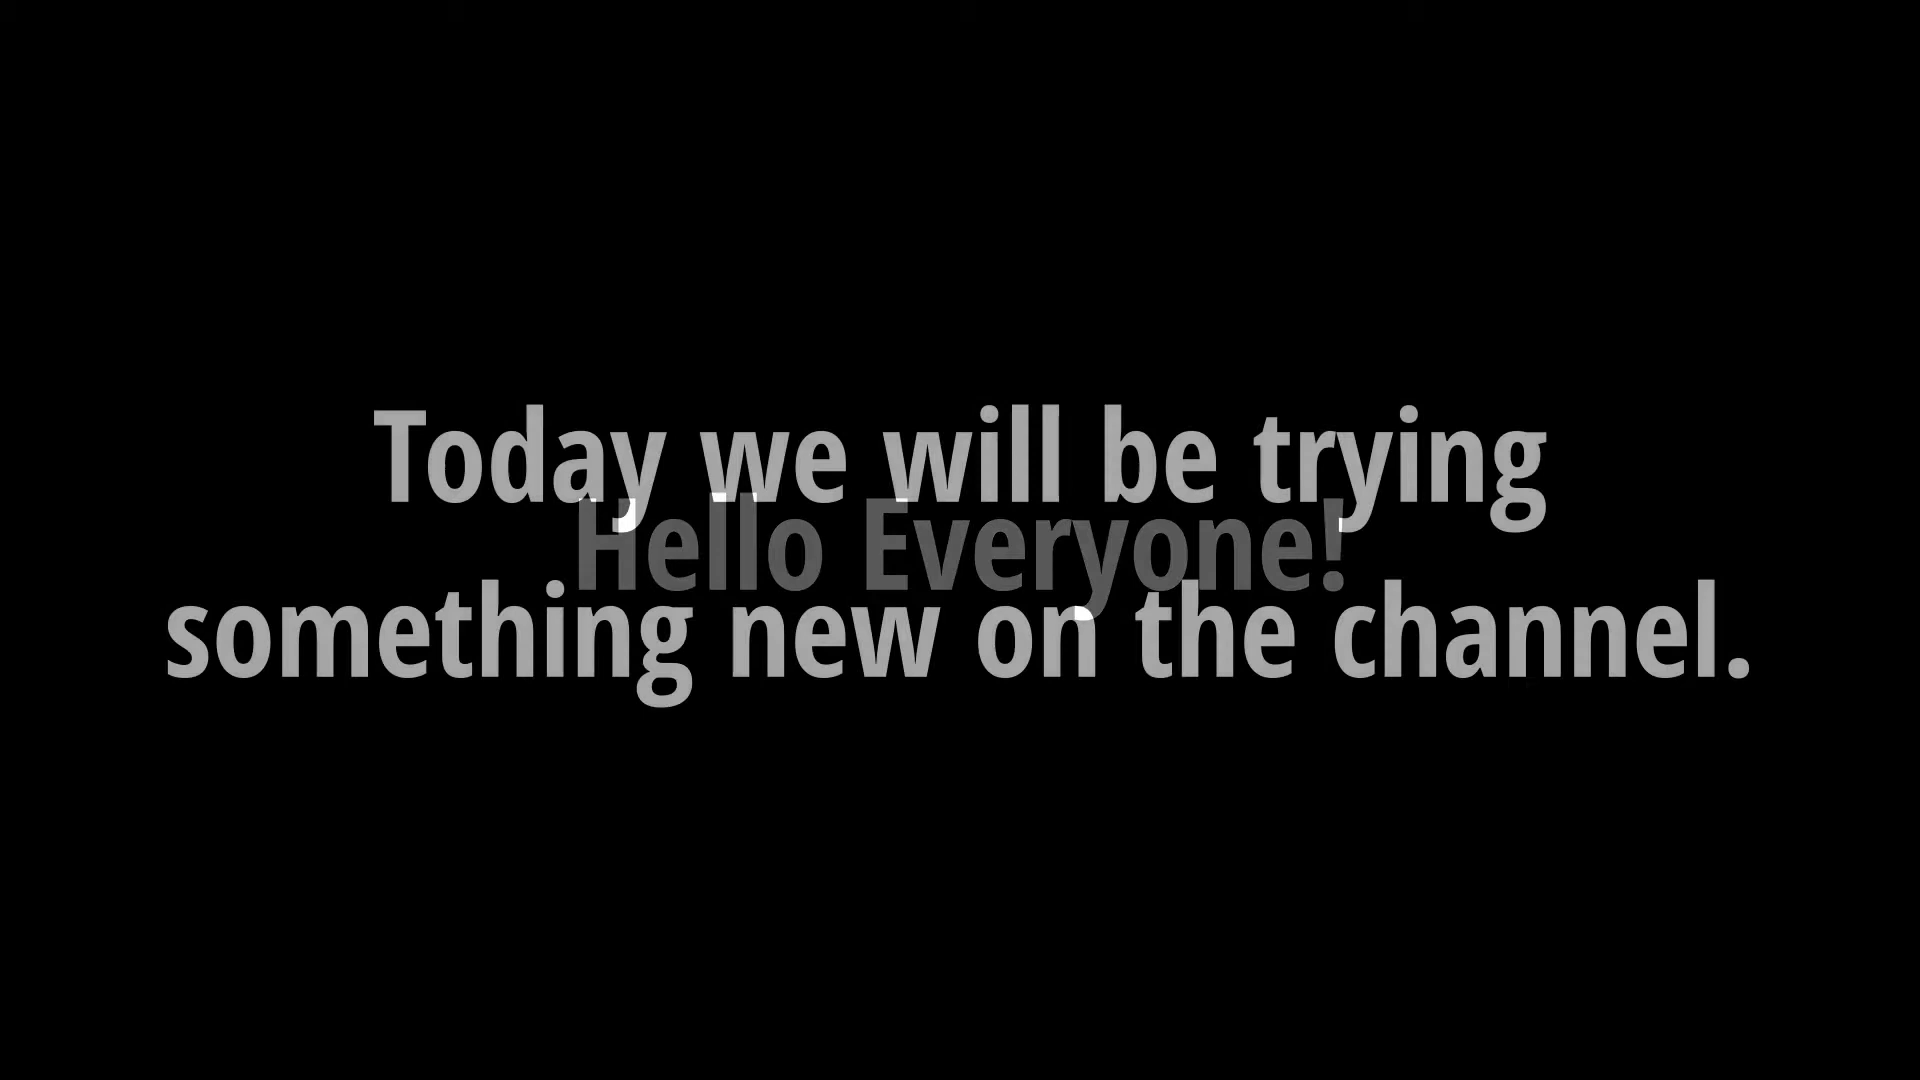 Today we will be trying
Hello Everyone!
something new on the channel.